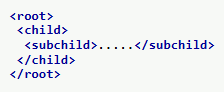 <root>
<child>
<subchild>.....</subchild>
</child>
</root>